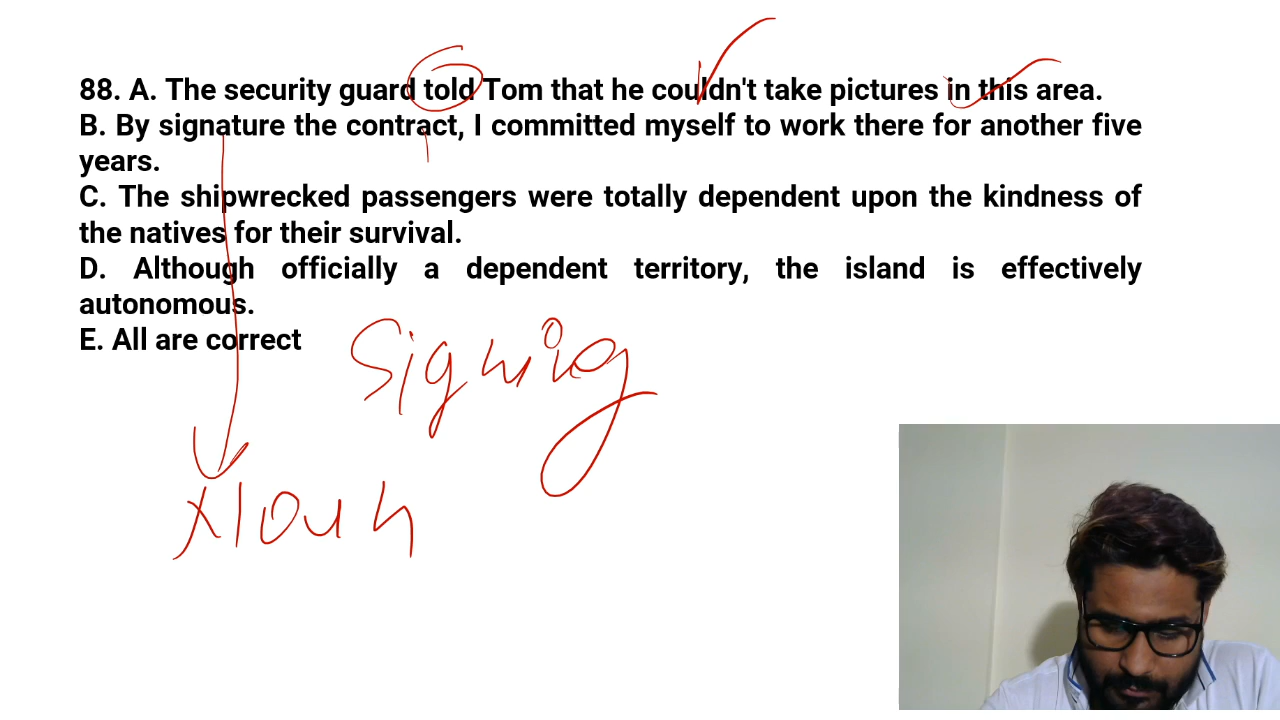 88. A. The security guard told Tom that he couldn't take pictures in this area.
B. By signature the contract, I committed myself to work there for another five
years.
C. The shipwrecked passengers were totally dependent upon the kindness of
the natives for their survival.
D. Although officially a dependent territory, the island is effectively
autonomous.
E. All are correct
Signing